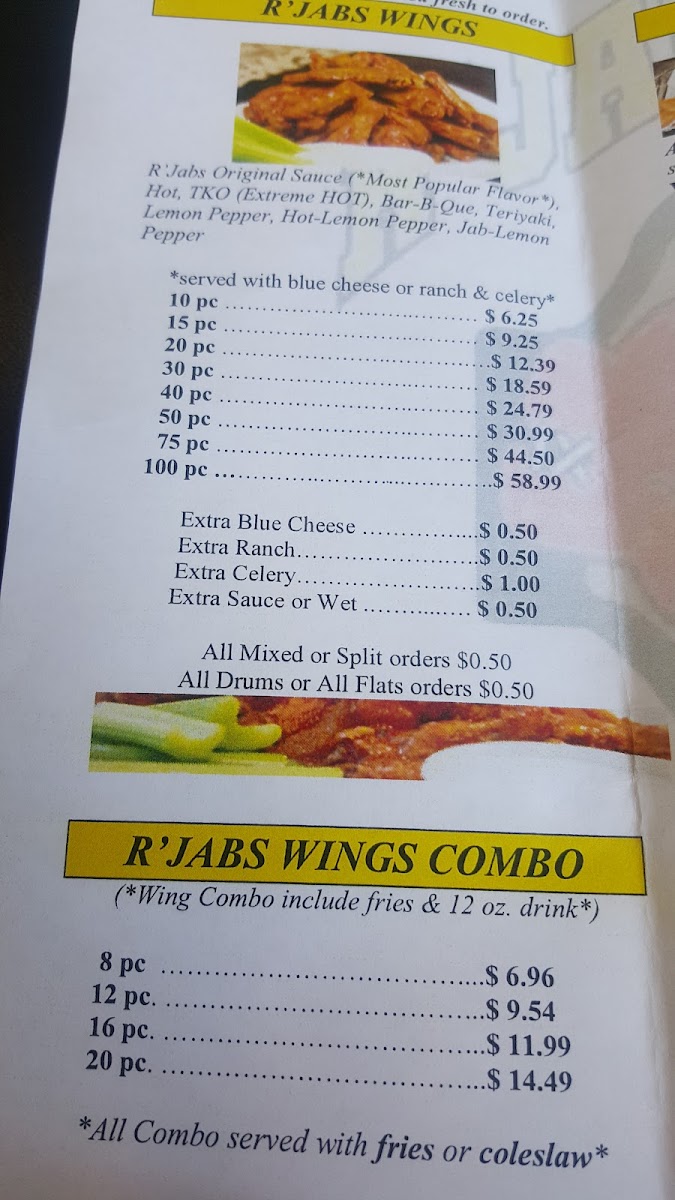 fresh to order.
R'JABS WINGS
R'Jabs Original Sauce (*Most Popular Flavor*),
Hot, TKO (Extreme HOT), Bar-B-Que, Teriyaki,
Lemon Pepper, Hot-Lemon Pepper, Jab-Lemon
Pepper
*served with blue cheese or ranch & celery*
10 pc ................................ $ 6.25
15 pc ................................ $ 9.25
20 pc ................................ $ 12.39
30 pc ................................ $ 18.59
40 pc ................................ $ 24.79
50 pc ................................ $ 30.99
75 pc ................................ $ 44.50
100 pc ................................ $ 58.99
Extra Blue Cheese ................ $ 0.50
Extra Ranch........................ $ 0.50
Extra Celery........................ $ 1.00
Extra Sauce or Wet ............... $ 0.50
All Mixed or Split orders $0.50
All Drums or All Flats orders $0.50
R'JABS WINGS COMBO
(*Wing Combo include fries & 12 oz. drink*)
8 pc ....................................$ 6.96
12 pc. ..................................$ 9.54
16 pc. ..................................$ 11.99
20 pc. ..................................$ 14.49
*All Combo served with fries or coleslaw*